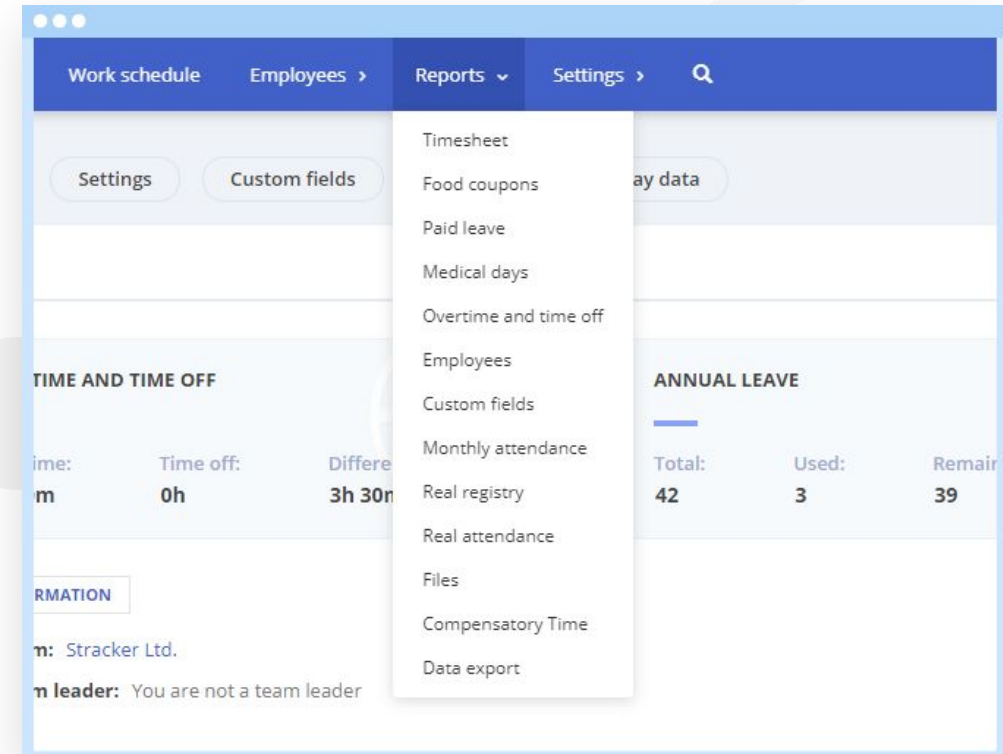 Work schedule Employees › Reports Settings ›
Settings Custom fields ay data
Timesheet
Food coupons
Paid leave
Medical days
Overtime and time off
Employees
Custom fields
Monthly attendance
Real registry
Real attendance
Files
Compensatory Time
Data export
TIME AND TIME OFF
ime: Time off: Differe
m 0h 3h 30m
ANNUAL LEAVE
Total: Used: Remain
42 3 39
RMATION
m: Stracker Ltd.
m leader: You are not a team leader